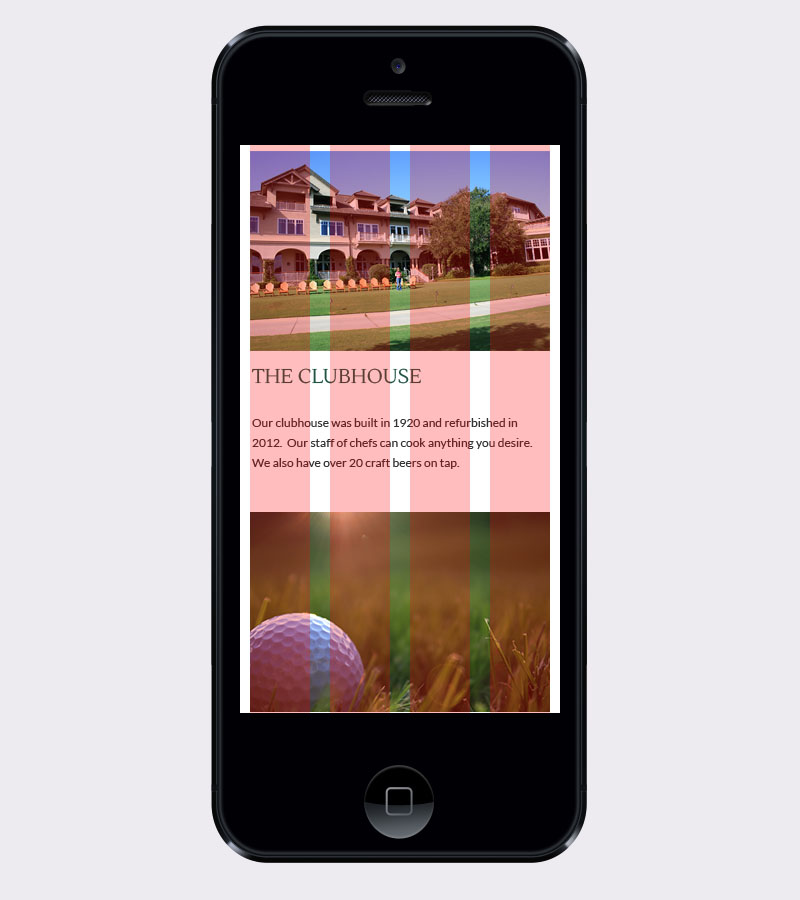 THE CLUBHOUSE
Our clubhouse was built in 1920 and refurbished in
2012.  Our staff of chefs can cook anything you desire.
We also have over 20 craft beers on tap.